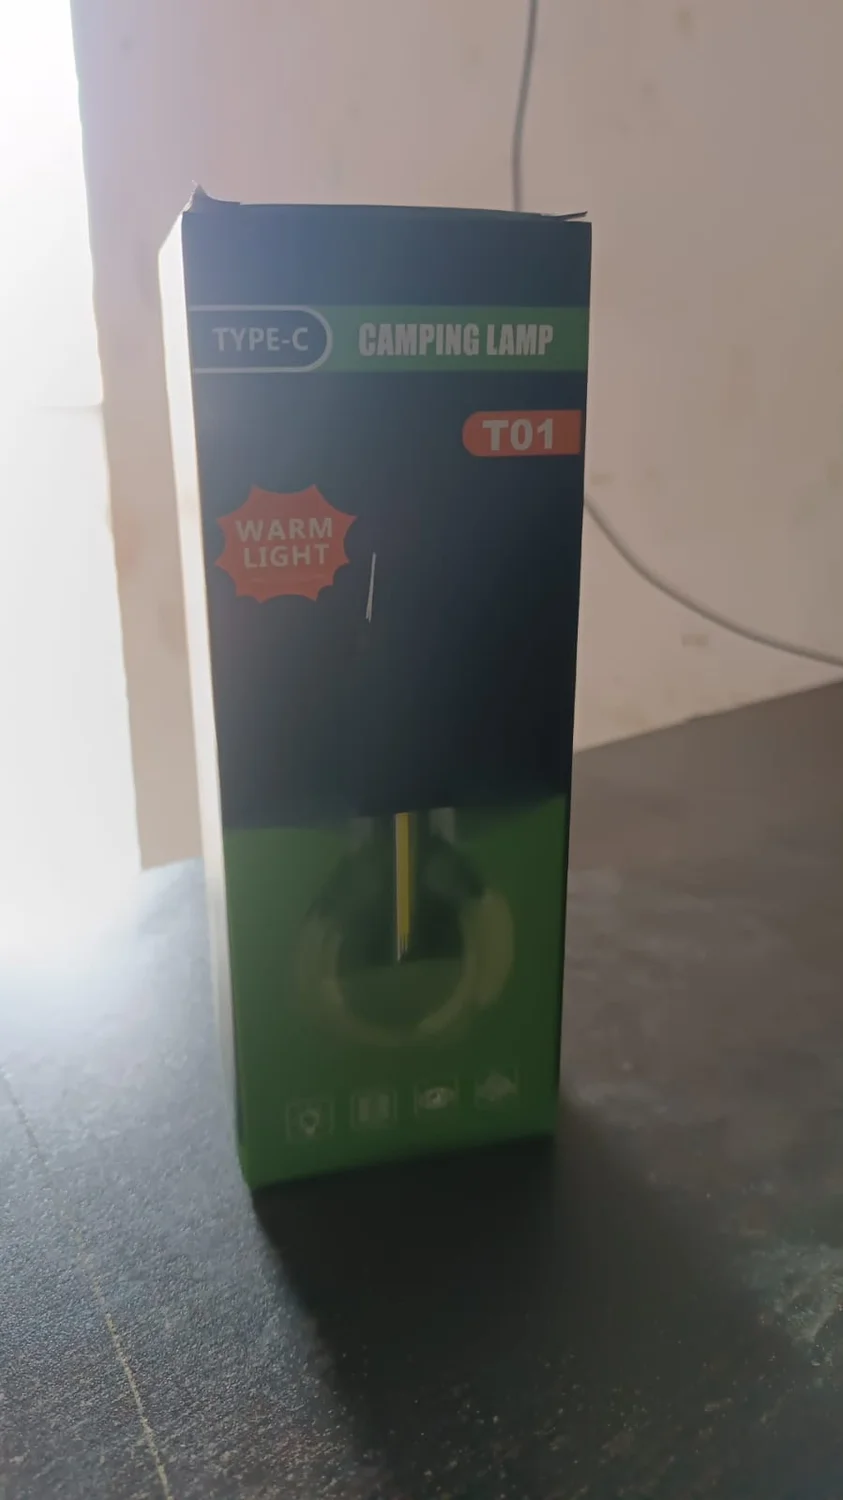 TYPE-C CAMPING LAMP
T01
WARM
LIGHT